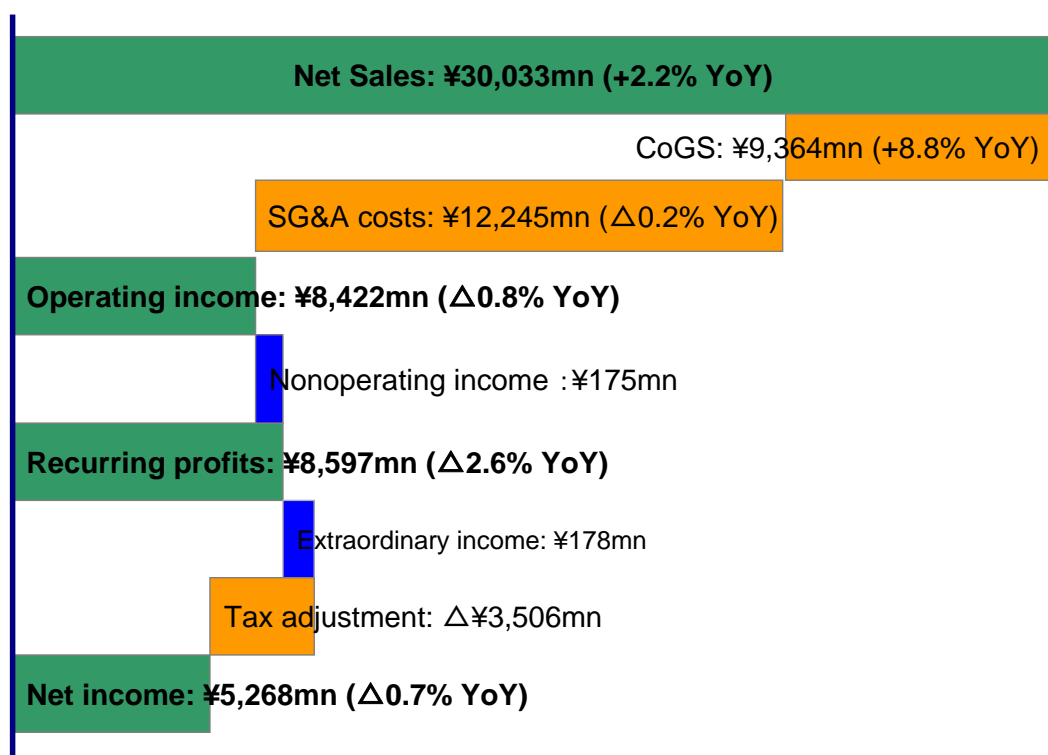 Net Sales: ¥30,033mn (+2.2% YoY)
CoGS: ¥9,364mn (+8.8% YoY)
SG&A costs: ¥12,245mn (△0.2% YoY)
Operating income: ¥8,422mn (△0.8% YoY)
Nonoperating income：¥175mn
Recurring profits: ¥8,597mn (△2.6% YoY)
Extraordinary income: ¥178mn
Tax adjustment: △¥3,506mn
Net income: ¥5,268mn (△0.7% YoY)